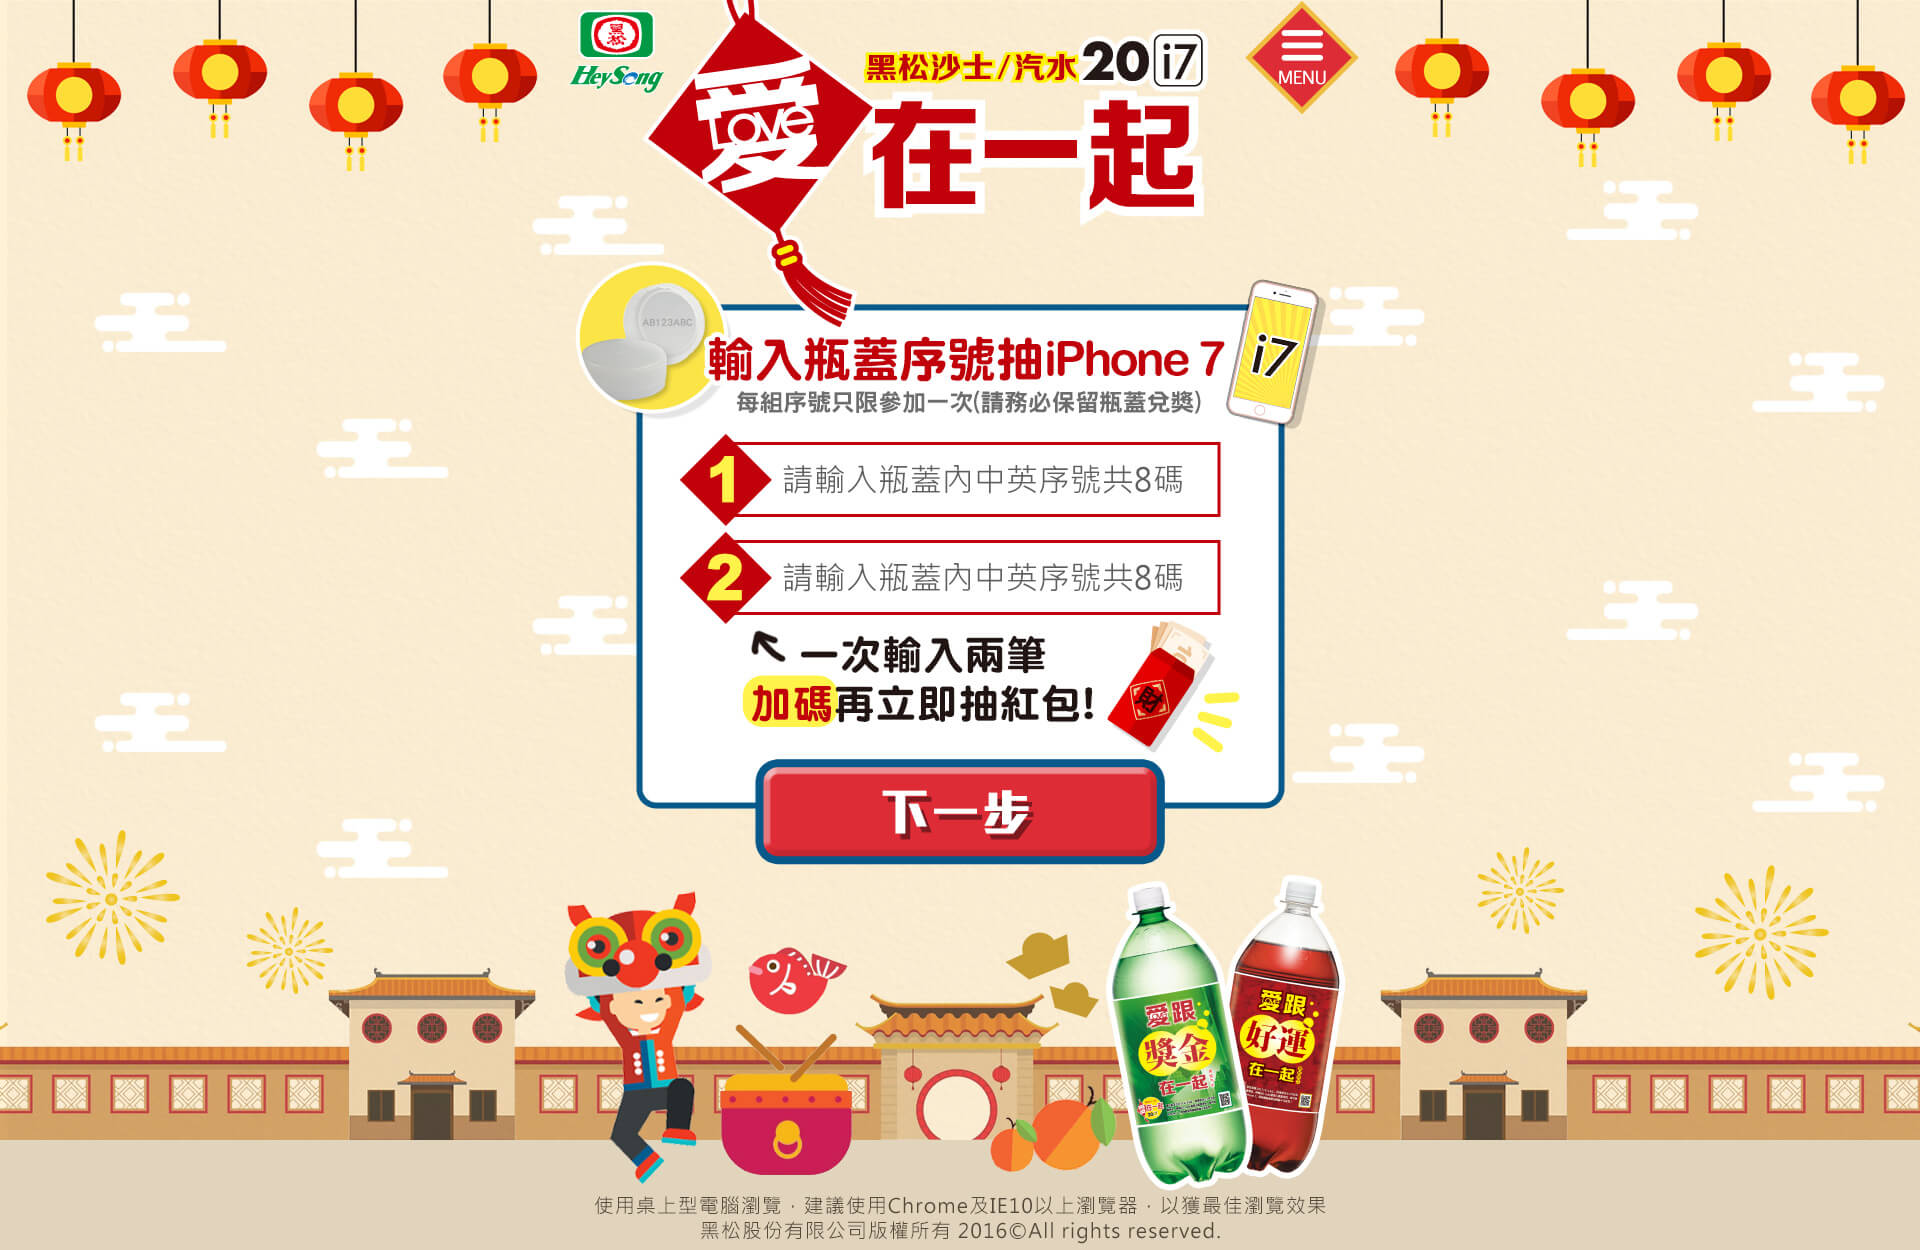 黑松
HeySong
愛
Love
黑松沙士/汽水20i7
在一起
MENU
AB123ABC
輸入瓶蓋序號抽iPhone 7
i7
每組序號只限參加一次(請務必保留瓶蓋兌獎)
1 請輸入瓶蓋內中英序號共8碼
2 請輸入瓶蓋內中英序號共8碼
一次輸入兩筆
加碼再立即抽紅包!
財
下一步
愛跟
獎金
在一起
愛跟
好運
在一起
使用桌上型電腦瀏覽，建議使用Chrome及IE10以上瀏覽器，以獲最佳瀏覽效果
黑松股份有限公司版權所有 2016©All rights reserved.